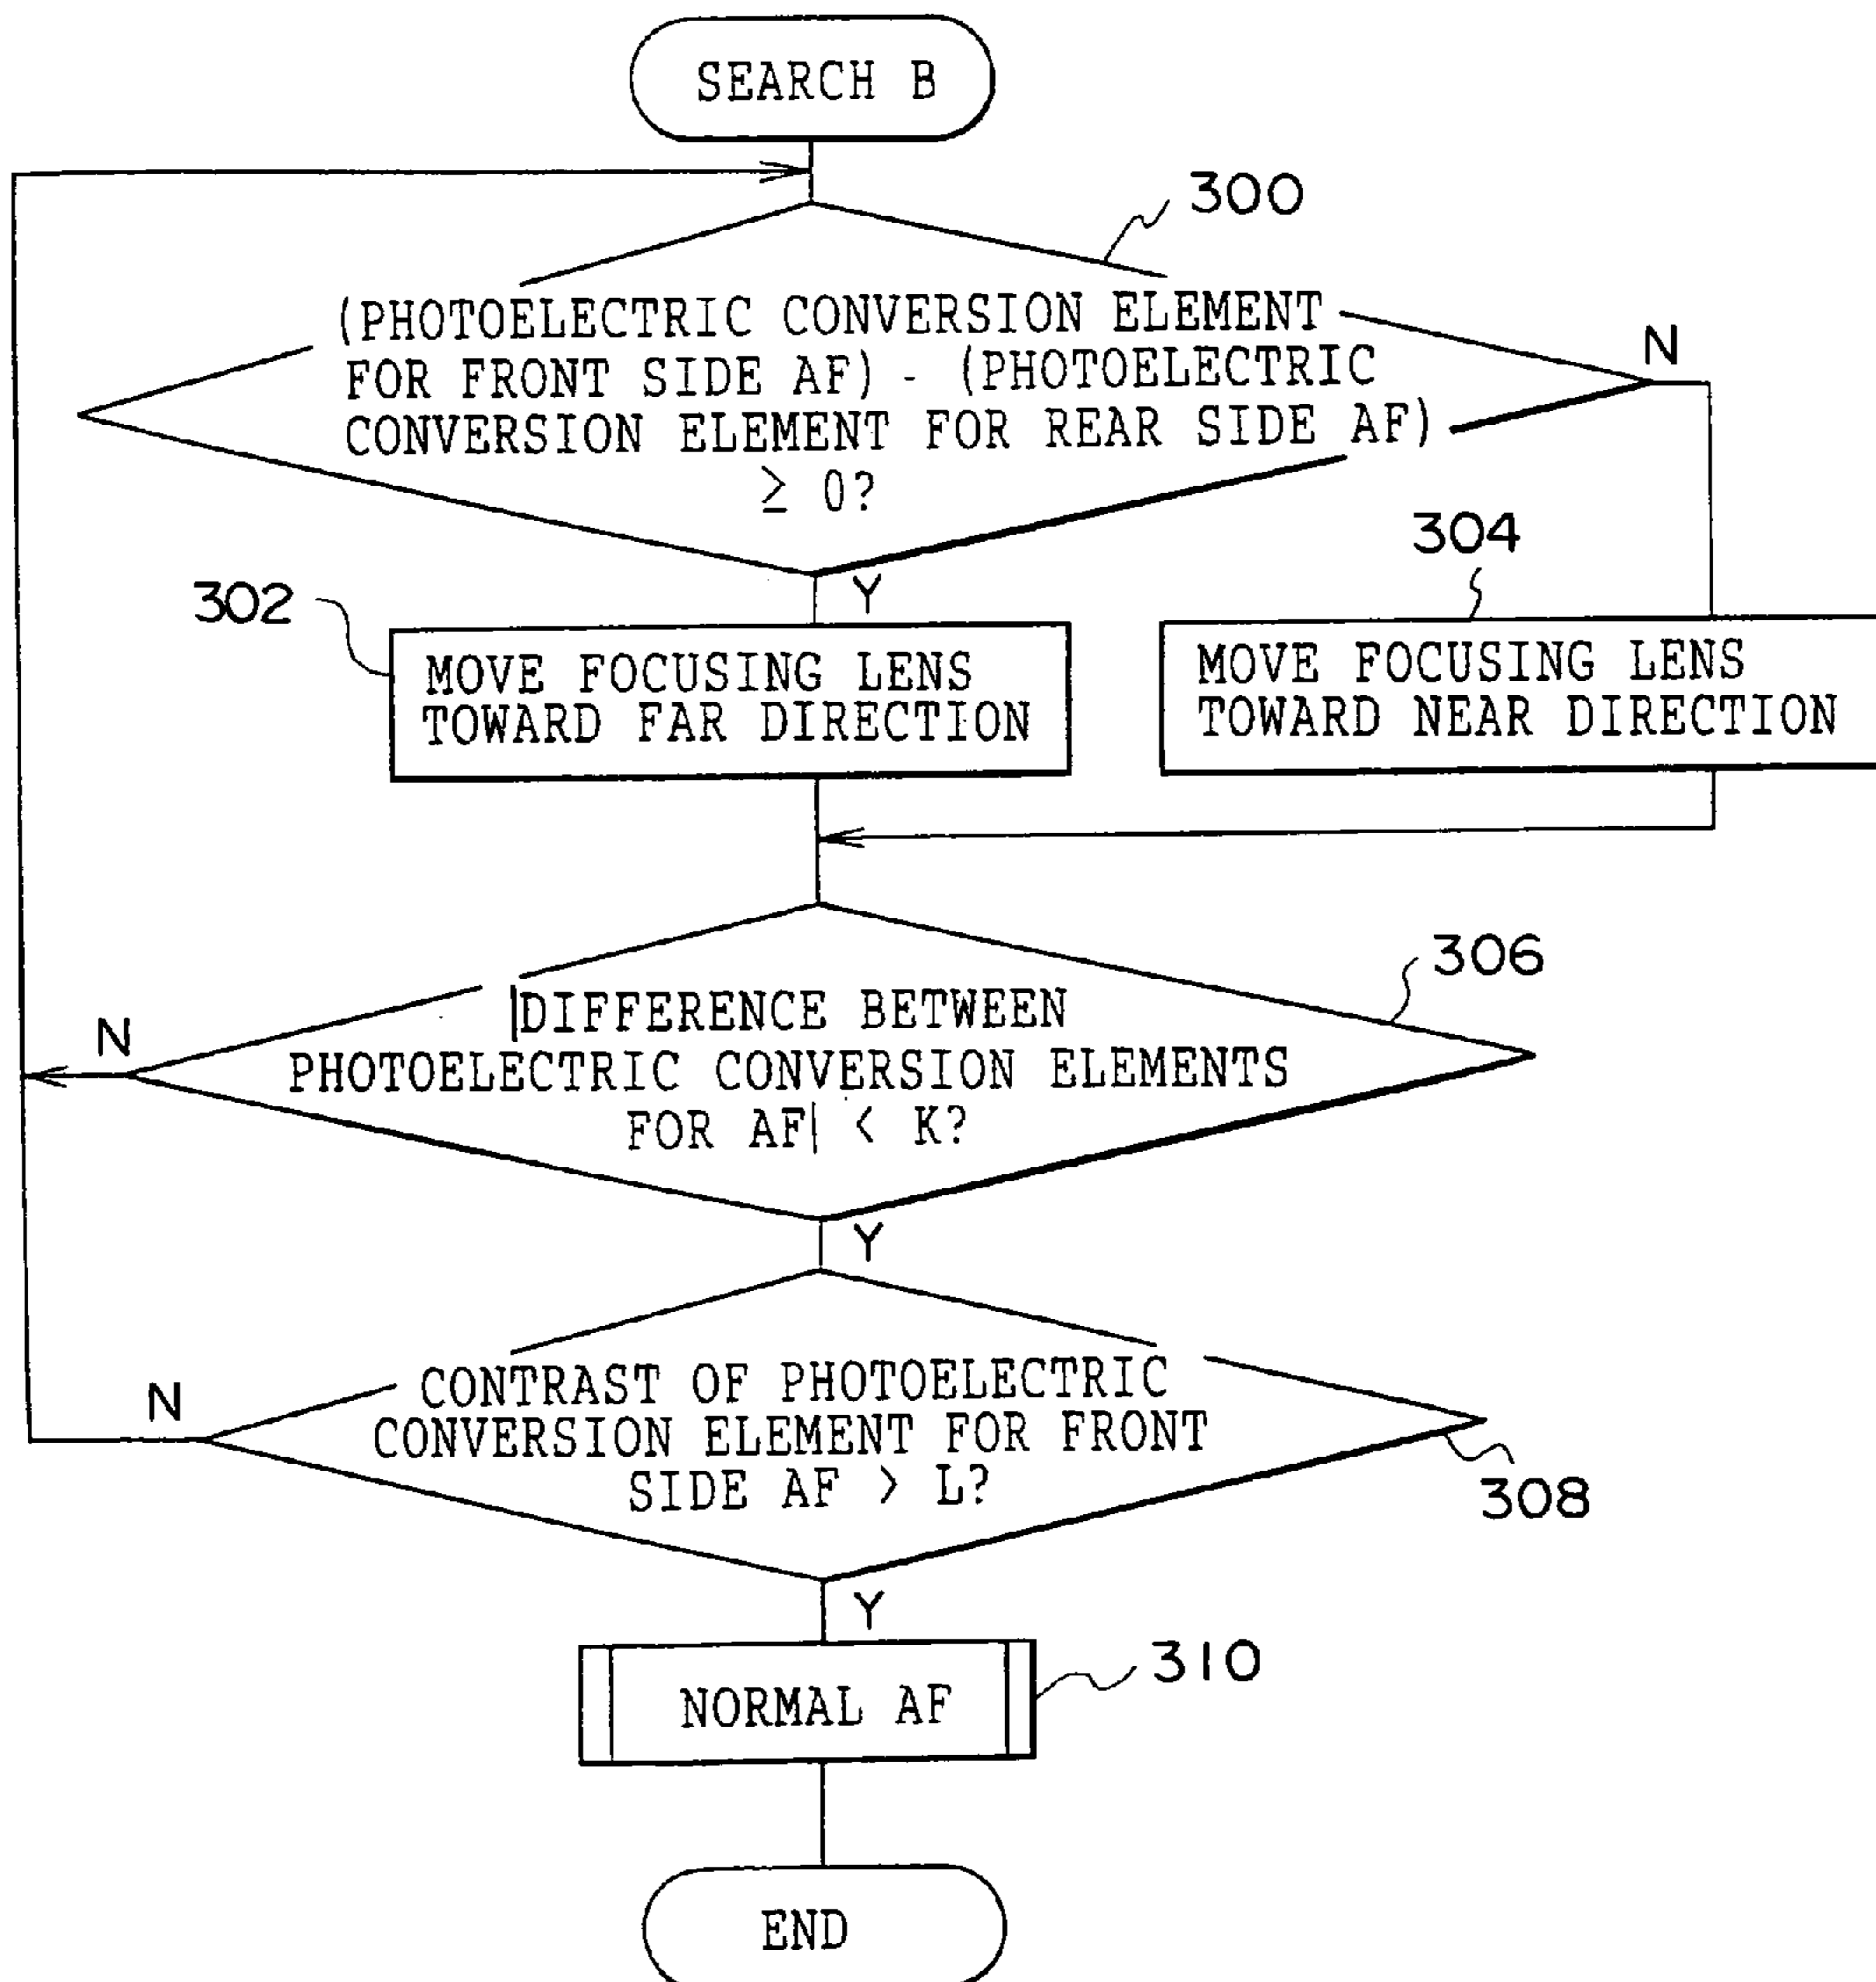 SEARCH B
300
(PHOTOELECTRIC CONVERSION ELEMENT
FOR FRONT SIDE AF) - (PHOTOELECTRIC
CONVERSION ELEMENT FOR REAR SIDE AF)
≥ 0?
N
Y
302
MOVE FOCUSING LENS
TOWARD FAR DIRECTION
304
MOVE FOCUSING LENS
TOWARD NEAR DIRECTION
306
|DIFFERENCE BETWEEN
PHOTOELECTRIC CONVERSION ELEMENTS
FOR AF| < K?
N
Y
CONTRAST OF PHOTOELECTRIC
CONVERSION ELEMENT FOR FRONT
SIDE AF > L?
N
308
Y
310
NORMAL AF
END